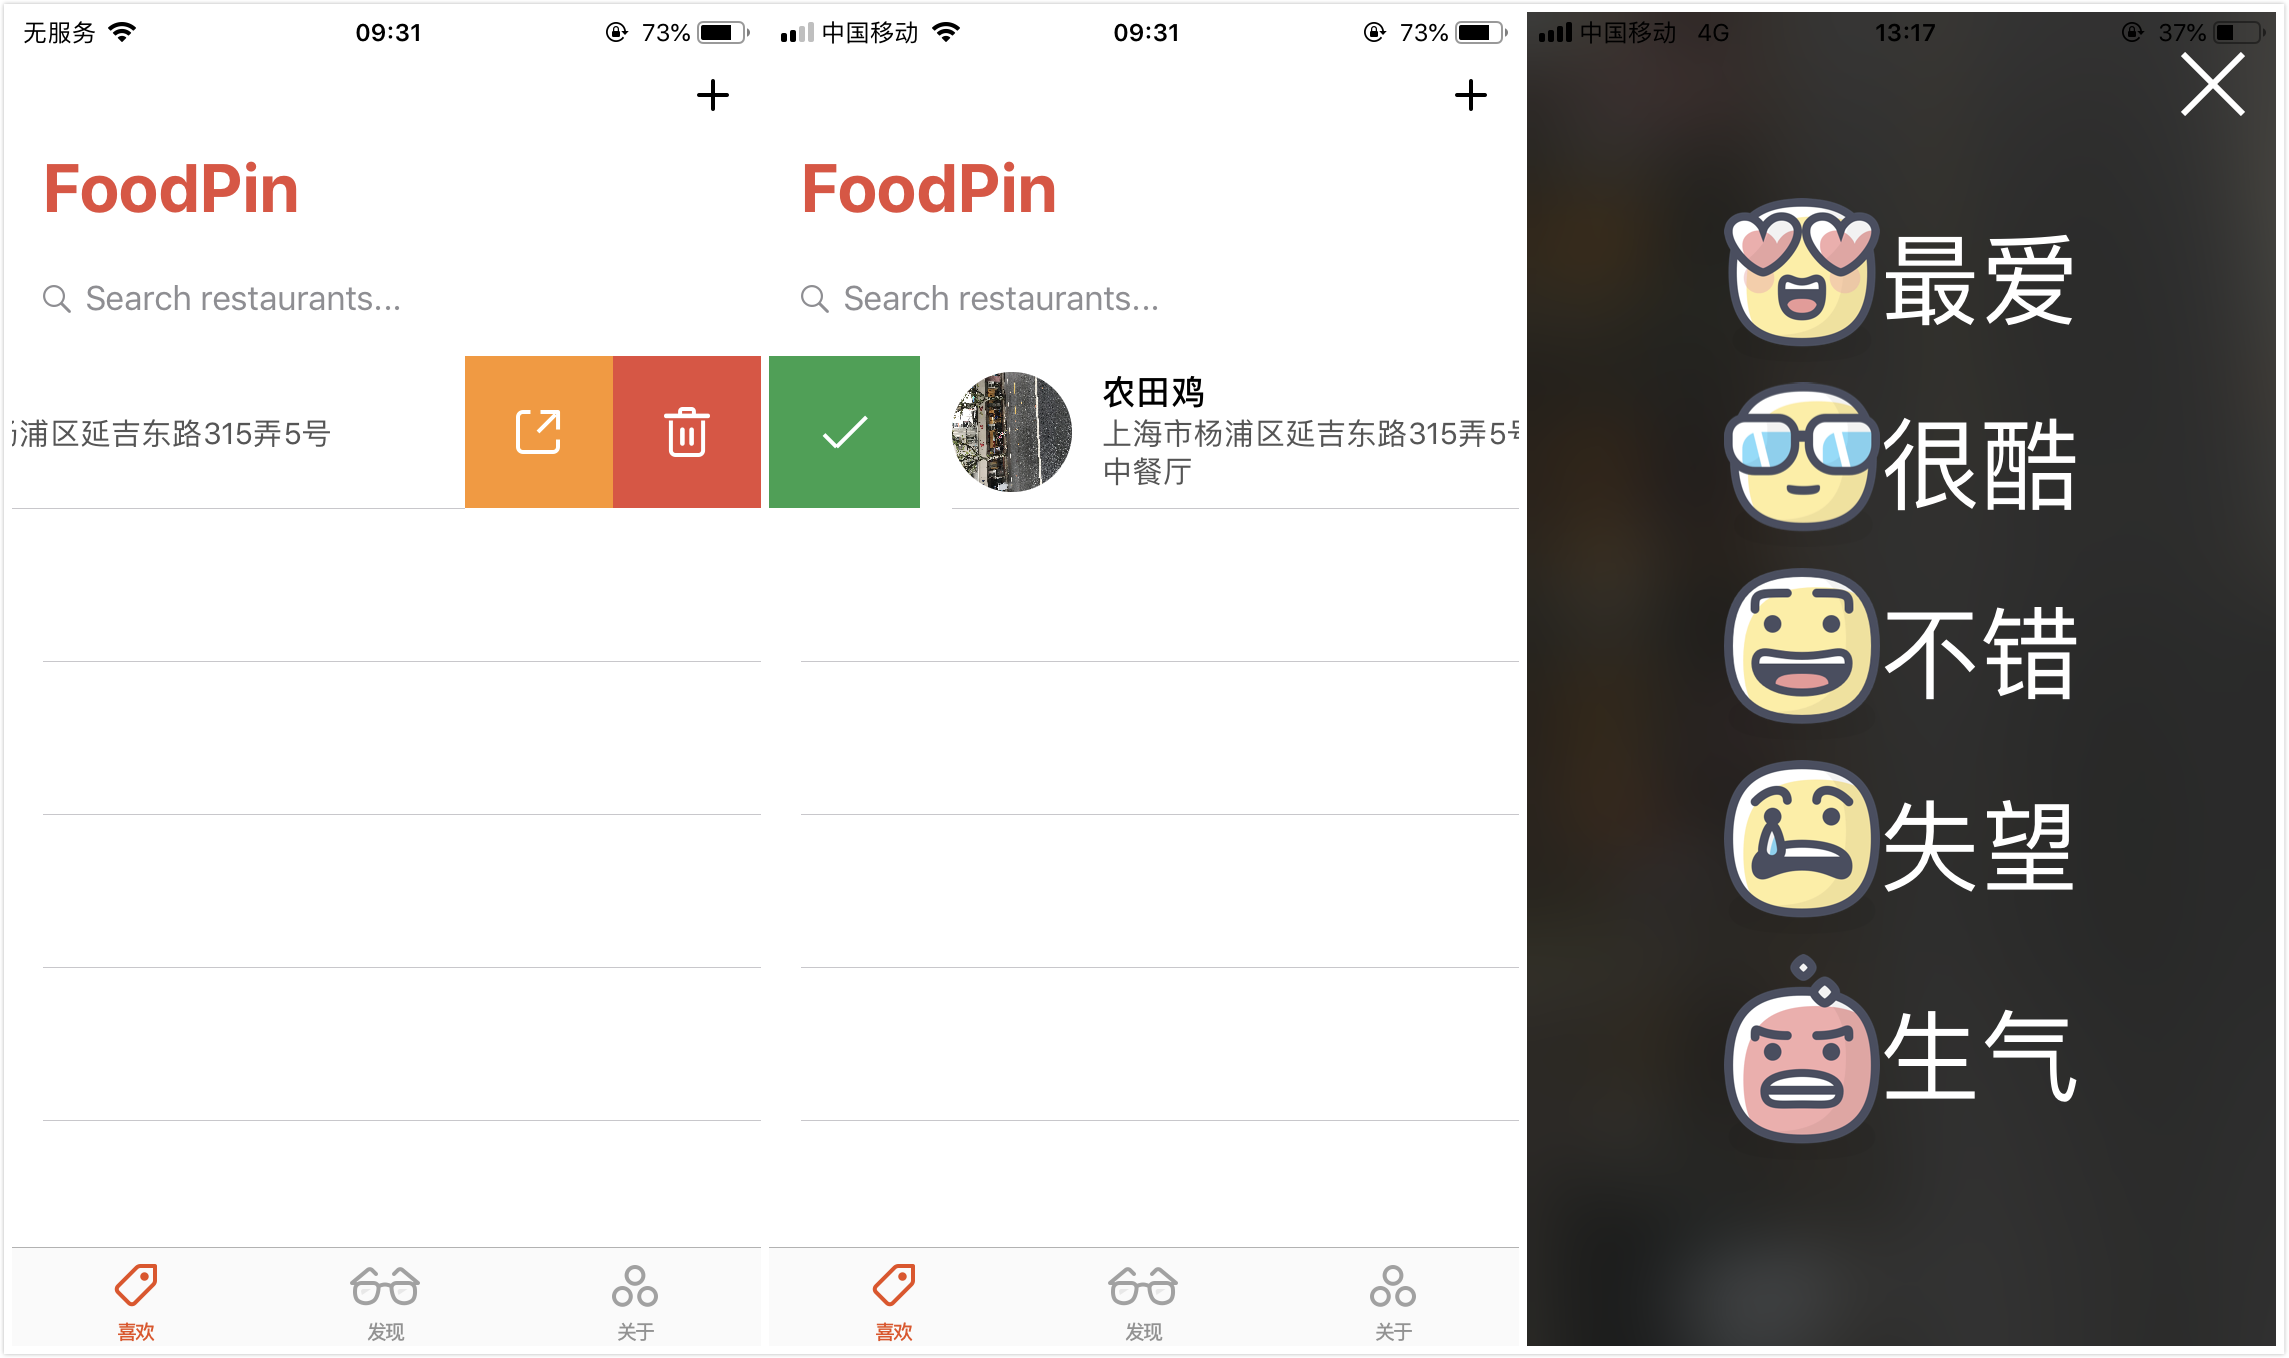 无服务 09:31 73%
FoodPin
Search restaurants...
浦区延吉东路315弄5号
喜欢 发现 关于
中国移动 09:31 73%
FoodPin
Search restaurants...
农田鸡
上海市杨浦区延吉东路315弄5号
中餐厅
喜欢 发现 关于
中国移动 4G 13:17 37%
最爱
很酷
不错
失望
生气